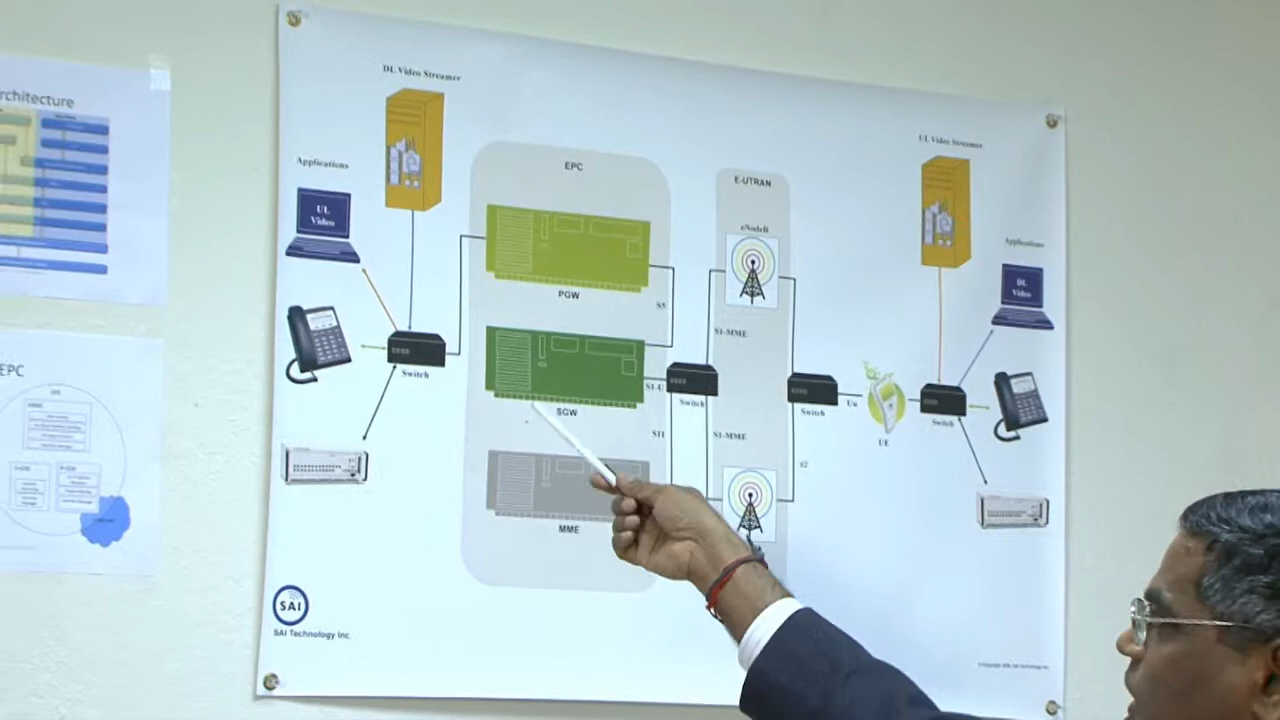 rchitecture
EPC
DL Video Streamer
Applications
UL
Video
Switch
EPC
PGW
S5
SGW
S1-U
S11
MME
Switch
E-UTRAN
eNodeB
S1-MME
S1-MME
Switch
X2
Uu
UE
UL Video Streamer
Applications
DL
Video
Switch
SAI
SAI Technology Inc.